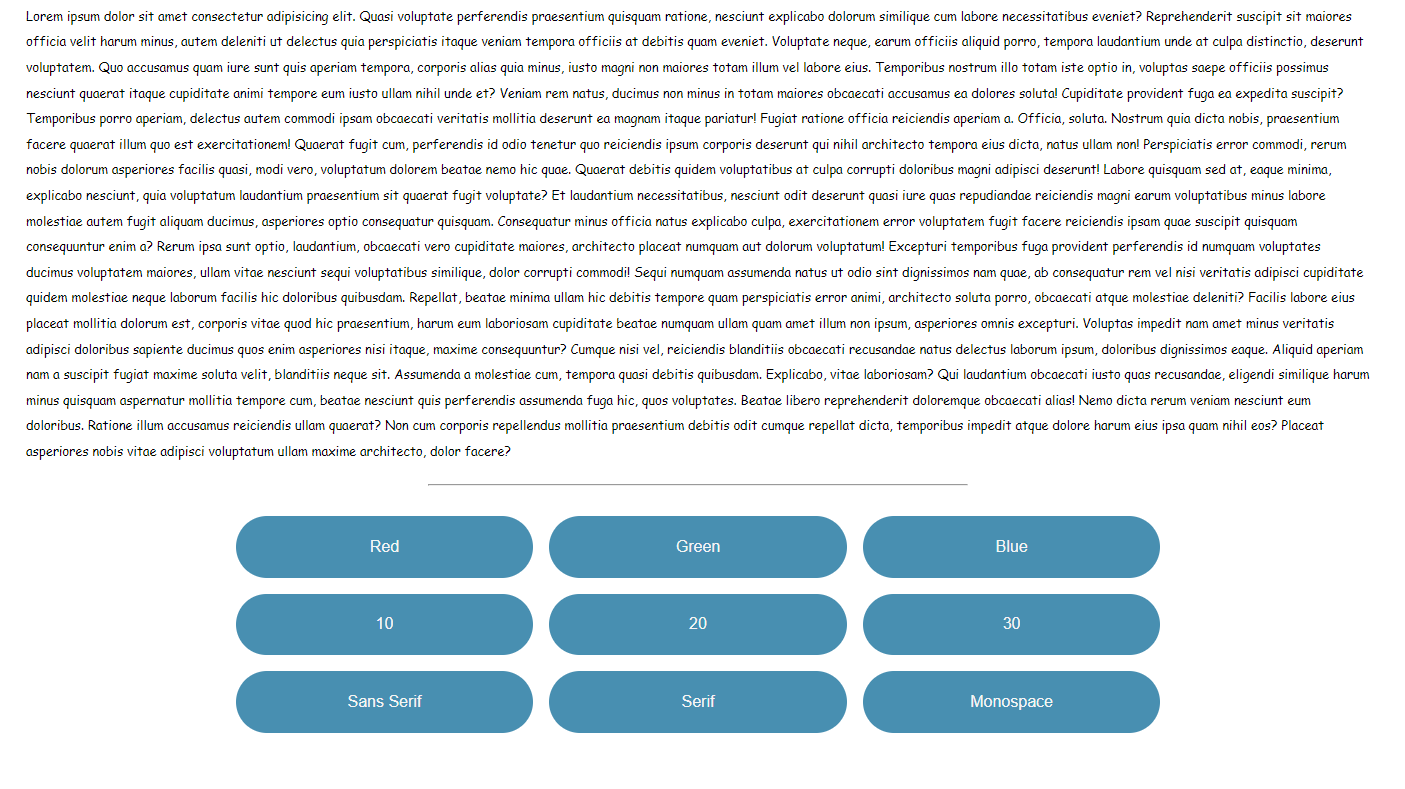 Lorem ipsum dolor sit amet consectetur adipisicing elit. Quasi voluptate perferendis praesentium quisquam ratione, nesciunt explicabo dolorum similique cum labore necessitatibus eveniet? Reprehenderit suscipit sit maiores
officia velit harum minus, autem deleniti ut delectus quia perspiciatis itaque veniam tempora officiis at debitis quam eveniet. Voluptate neque, earum officiis aliquid porro, tempora laudantium unde at culpa distinctio, deserunt
voluptatem. Quo accusamus quam iure sunt quis aperiam tempora, corporis alias quia minus, iusto magni non maiores totam illum vel labore eius. Temporibus nostrum illo totam iste optio in, voluptas saepe officiis possimus
nesciunt quaerat itaque cupiditate animi tempore eum iusto ullam nihil unde et? Veniam rem natus, ducimus non minus in totam maiores obcaecati accusamus ea dolores soluta! Cupiditate provident fuga ea expedita suscipit?
Temporibus porro aperiam, delectus autem commodi ipsam obcaecati veritatis mollitia deserunt ea magnam itaque pariatur! Fugiat ratione officia reiciendis aperiam a. Officia, soluta. Nostrum quia dicta nobis, praesentium
facere quaerat illum quo est exercitationem! Quaerat fugit cum, perferendis id odio tenetur quo reiciendis ipsum corporis deserunt qui nihil architecto tempora eius dicta, natus ullam non! Perspiciatis error commodi, rerum
nobis dolorum asperiores facilis quasi, modi vero, voluptatum dolorem beatae nemo hic quae. Quaerat debitis quidem voluptatibus at culpa corrupti doloribus magni adipisci deserunt! Labore quisquam sed at, eaque minima,
explicabo nesciunt, quia voluptatum laudantium praesentium sit quaerat fugit voluptate? Et laudantium necessitatibus, nesciunt odit deserunt quasi iure quas repudiandae reiciendis magni earum voluptatibus minus labore
molestiae autem fugit aliquam ducimus, asperiores optio consequatur quisquam. Consequatur minus officia natus explicabo culpa, exercitationem error voluptatem fugit facere reiciendis ipsam quae suscipit quisquam
consequuntur enim a? Rerum ipsa sunt optio, laudantium, obcaecati vero cupiditate maiores, architecto placeat numquam aut dolorum voluptatum! Excepturi temporibus fuga provident perferendis id numquam voluptates
ducimus voluptatem maiores, ullam vitae nesciunt sequi voluptatibus similique, dolor corrupti commodi! Sequi numquam assumenda natus ut odio sint dignissimos nam quae, ab consequatur rem vel nisi veritatis adipisci cupiditate
quidem molestiae neque laborum facilis hic doloribus quibusdam. Repellat, beatae minima ullam hic debitis tempore quam perspiciatis error animi, architecto soluta porro, obcaecati atque molestiae deleniti? Facilis labore eius
placeat mollitia dolorum est, corporis vitae quod hic praesentium, harum eum laboriosam cupiditate beatae numquam ullam quam amet illum non ipsum, asperiores omnis excepturi. Voluptas impedit nam amet minus veritatis
adipisci doloribus sapiente ducimus quos enim asperiores nisi itaque, maxime consequuntur? Cumque nisi vel, reiciendis blanditiis obcaecati recusandae natus delectus laborum ipsum, doloribus dignissimos eaque. Aliquid aperiam
nam a suscipit fugiat maxime soluta velit, blanditiis neque sit. Assumenda a molestiae cum, tempora quasi debitis quibusdam. Explicabo, vitae laboriosam? Qui laudantium obcaecati iusto quas recusandae, eligendi similique harum
minus quisquam aspernatur mollitia tempore cum, beatae nesciunt quis perferendis assumenda fuga hic, quos voluptates. Beatae libero reprehenderit doloremque obcaecati alias! Nemo dicta rerum veniam nesciunt eum
doloribus. Ratione illum accusamus reiciendis ullam quaerat? Non cum corporis repellendus mollitia praesentium debitis odit cumque repellat dicta, temporibus impedit atque dolore harum eius ipsa quam nihil eos? Placeat
asperiores nobis vitae adipisci voluptatum ullam maxime architecto, dolor facere?
Red Green Blue
10 20 30
Sans Serif Serif Monospace